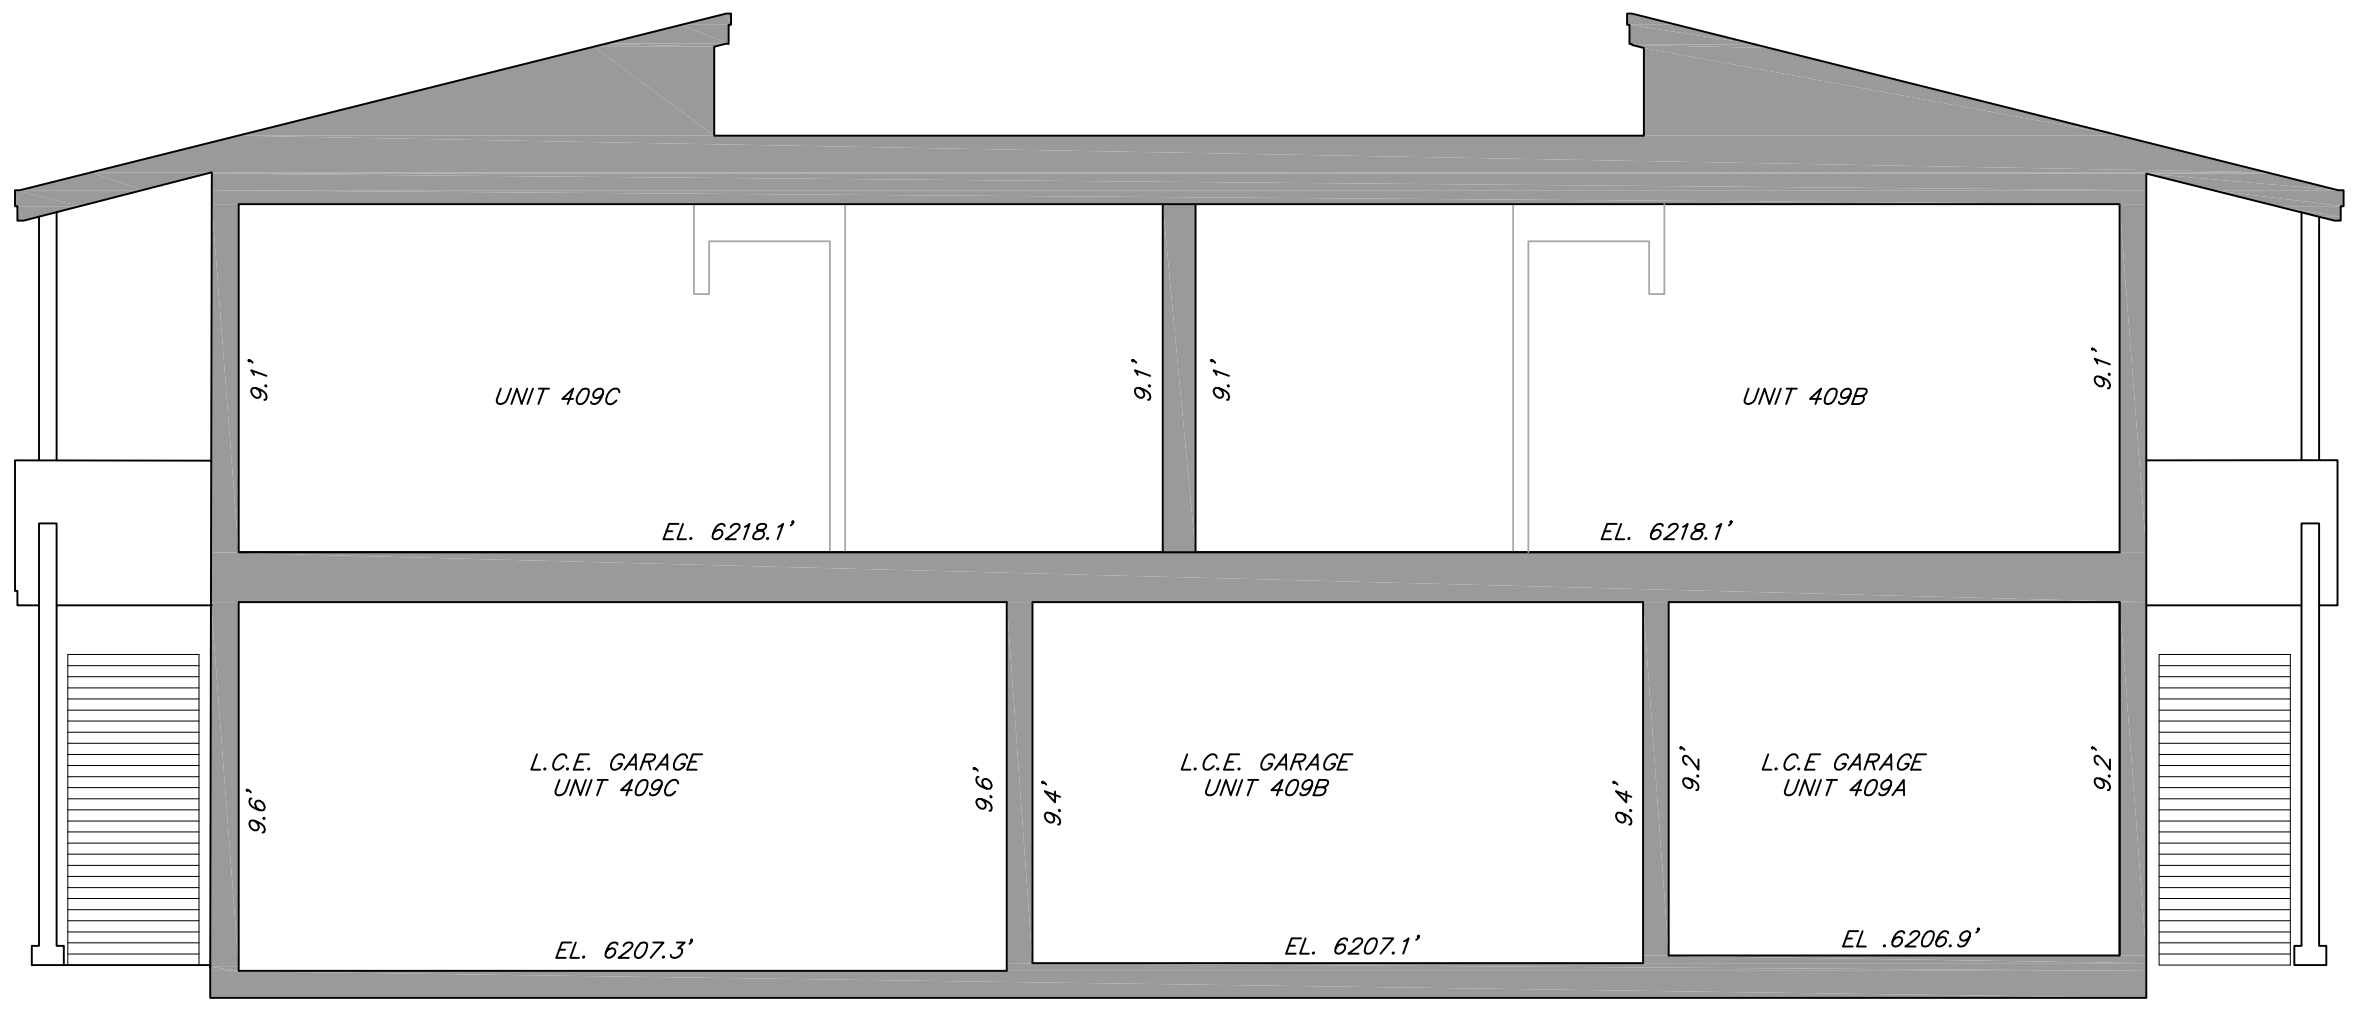 9.1'
UNIT 409C
9.1'
9.1'
UNIT 409B
9.1'
EL. 6218.1'
EL. 6218.1'
9.6'
L.C.E. GARAGE
UNIT 409C
9.6'
EL. 6207.3'
9.4'
L.C.E. GARAGE
UNIT 409B
9.4'
EL. 6207.1'
9.2'
L.C.E GARAGE
UNIT 409A
9.2'
EL .6206.9'